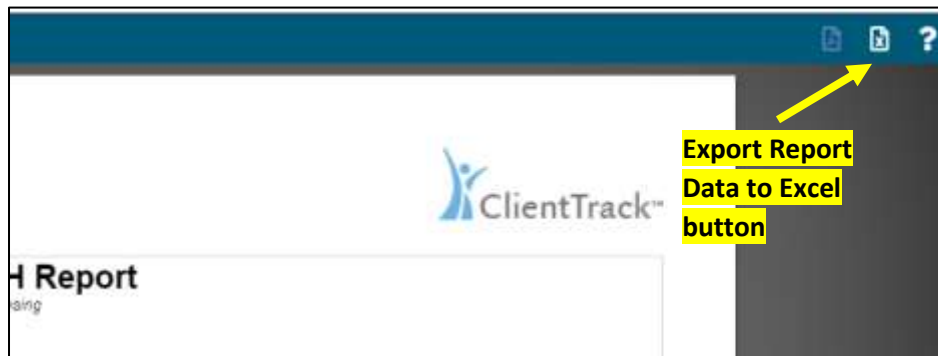 ?
Export Report
Data to Excel
button
ClientTrack™
H Report